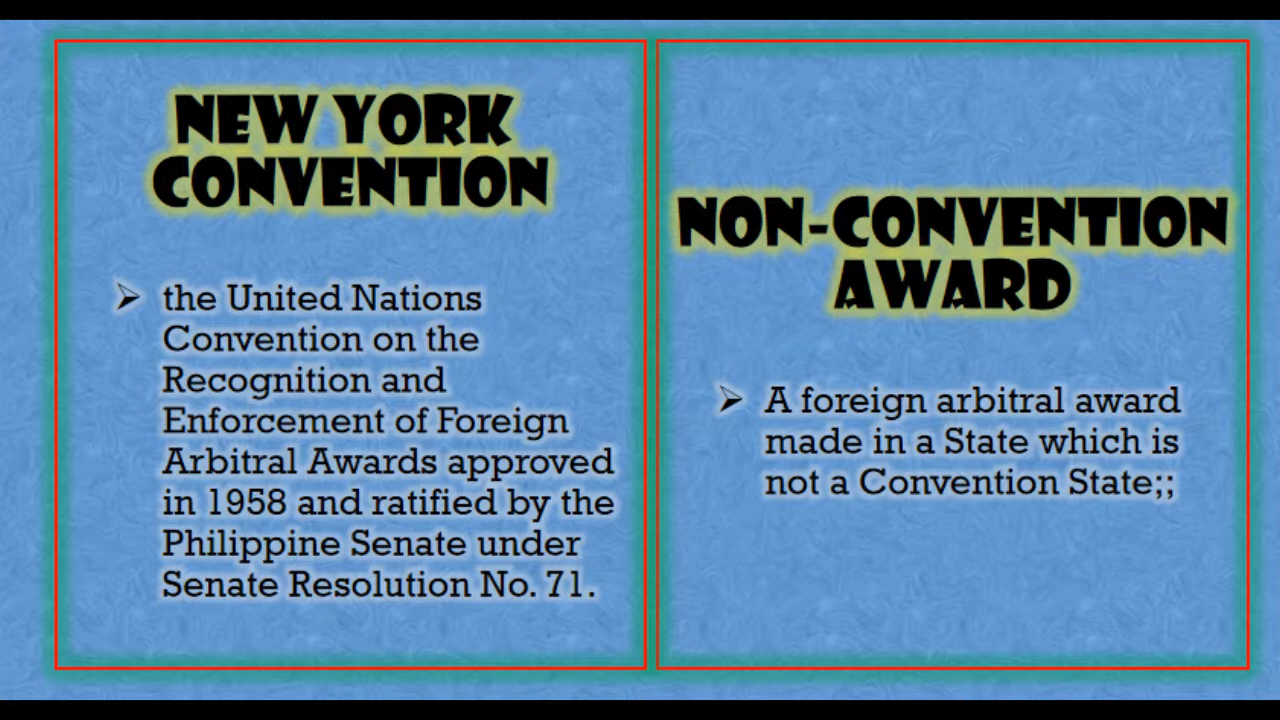 NEW YORK
CONVENTION
➢ the United Nations
Convention on the
Recognition and
Enforcement of Foreign
Arbitral Awards approved
in 1958 and ratified by the
Philippine Senate under
Senate Resolution No. 71.
NON-CONVENTION
AWARD
➢ A foreign arbitral award
made in a State which is
not a Convention State;;